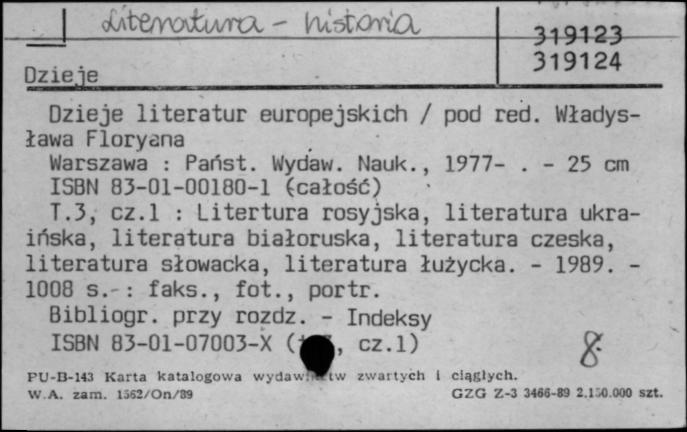 Literatura - historia
319123
319124
Dzieje
Dzieje literatur europejskich / pod red. Władys-
ława Floryana
Warszawa : Państ. Wydaw. Nauk., 1977- . - 25 cm
ISBN 83-01-00180-1 (całość)
T.3, cz.1 : Litertura rosyjska, literatura ukra-
ińska, literatura białoruska, literatura czeska,
literatura słowacka, literatura łużycka. - 1989. -
1008 s.-: faks., fot., portr.
Bibliogr. przy rozdz. - Indeksy
ISBN 83-01-07003-X ( , cz.1)
8
PU-B-143 Karta katalogowa zwartych i ciągłych.
W.A. zam. 1562/On/89 GZG Z-3 3466-89 2.150.000 szt.